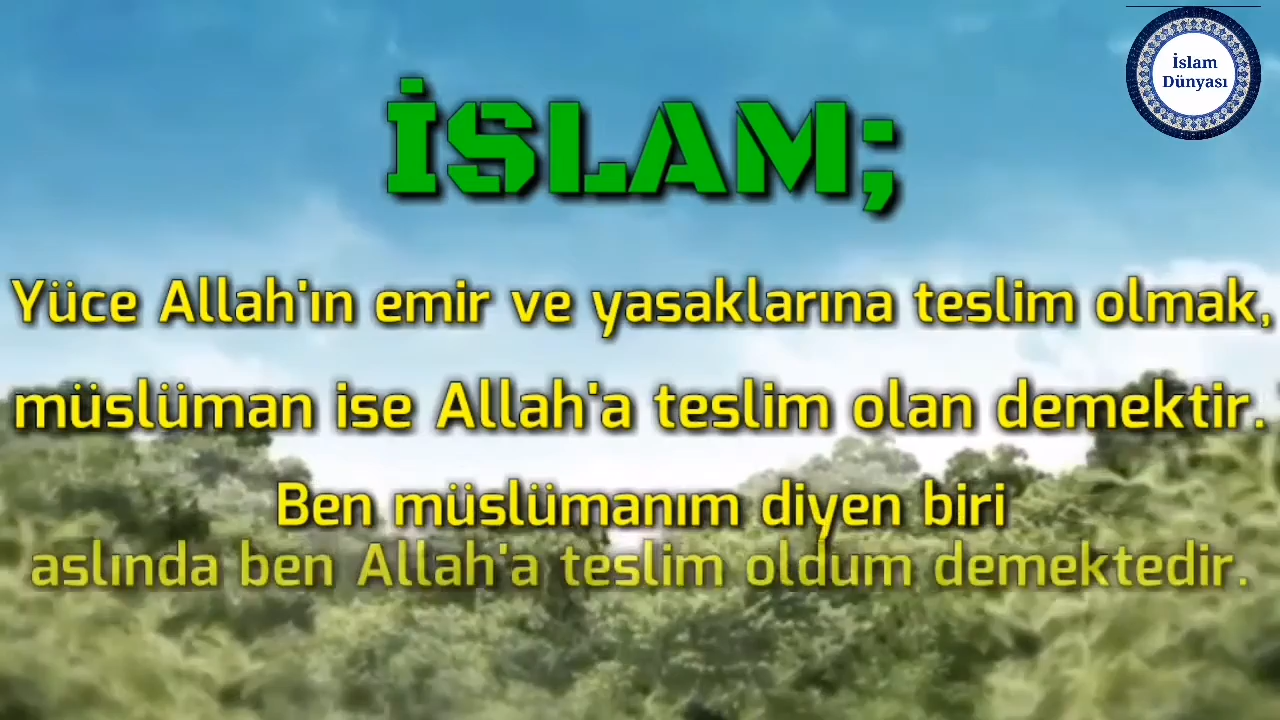 İslam
Dünyası
İSLAM;
Yüce Allah'ın emir ve yasaklarına teslim olmak,
müslüman ise Allah'a teslim olan demektir.
Ben müslümanım diyen biri
aslında ben Allah'a teslim oldum demektedir.